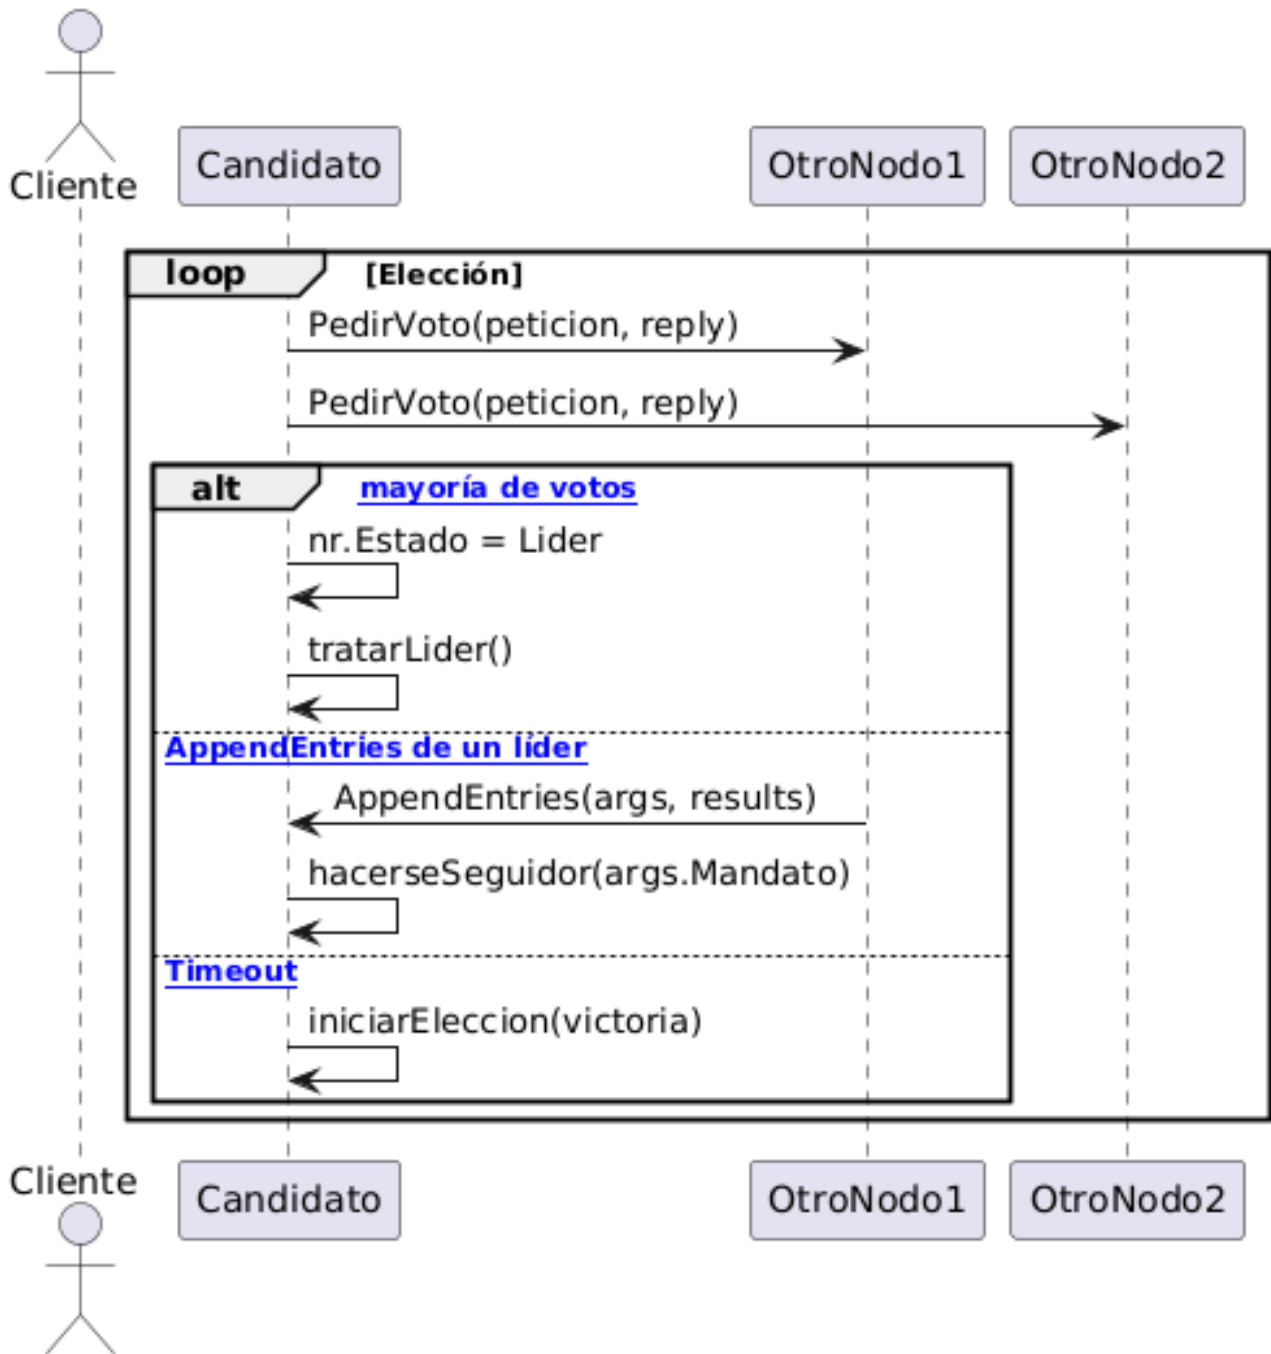 Cliente
Candidato
OtroNodo1
OtroNodo2
loop
[Elección]
PedirVoto(peticion, reply)
PedirVoto(peticion, reply)
alt
mayoría de votos
nr.Estado = Lider
tratarLider()
AppendEntries de un líder
AppendEntries(args, results)
hacerseSeguidor(args.Mandato)
Timeout
iniciarEleccion(victoria)
Cliente
Candidato
OtroNodo1
OtroNodo2